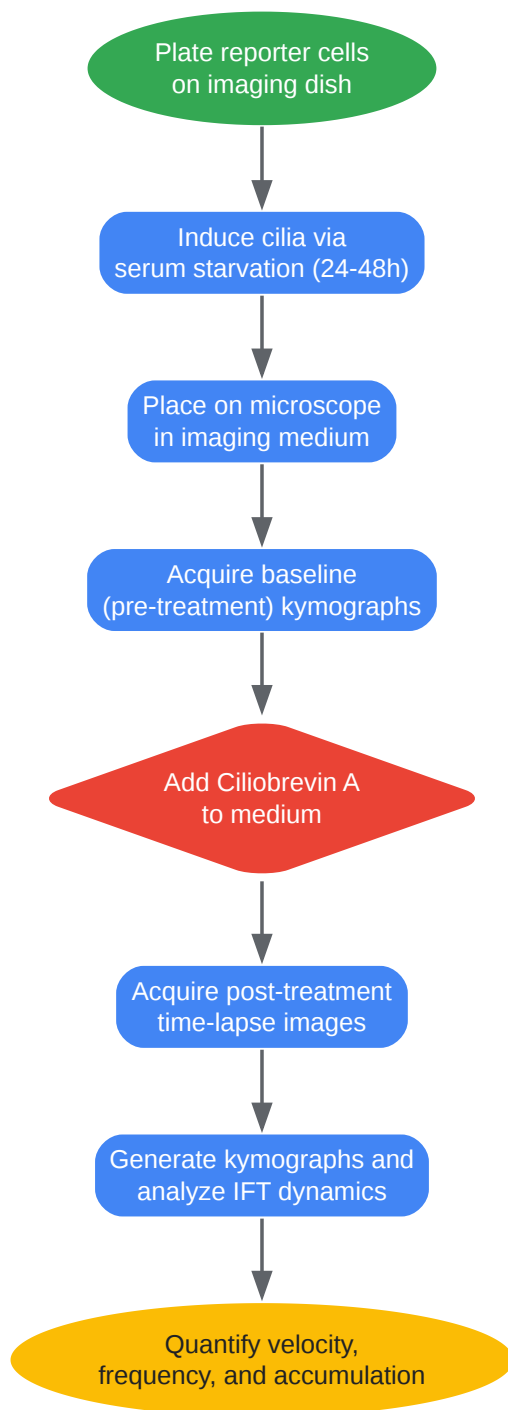 Plate reporter cells
on imaging dish
Induce cilia via
serum starvation (24-48h)
Place on microscope
in imaging medium
Acquire baseline
(pre-treatment) kymographs
Add Ciliobrevin A
to medium
Acquire post-treatment
time-lapse images
Generate kymographs and
analyze IFT dynamics
Quantify velocity,
frequency, and accumulation